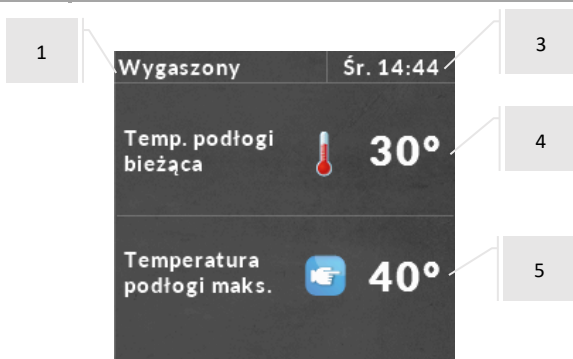 1
3
Wygaszony
Śr. 14:44
Temp. podłogi
bieżąca
30°
4
Temperatura
podłogi maks.
40°
5